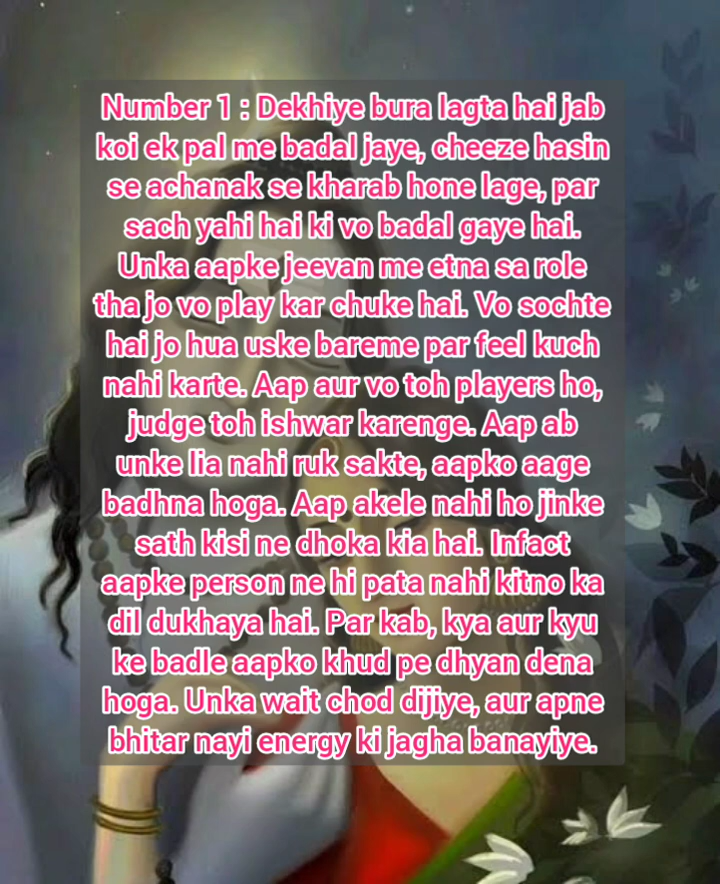 Number 1 : Dekhiye bura lagta hai jab
koi ek pal me badal jaye, cheeze hasin
se achanak se kharab hone lage, par
sach yahi hai ki vo badal gaye hai.
Unka aapke jeevan me etna sa role
tha jo vo play kar chuke hai. Vo sochte
hai jo hua uske bareme par feel kuch
nahi karte. Aap aur vo toh players ho,
judge toh ishwar karenge. Aap ab
unke lia nahi ruk sakte, aapko aage
badhna hoga. Aap akele nahi ho jinke
sath kisi ne dhoka kia hai. Infact
aapke person ne hi pata nahi kitno ka
dil dukhaya hai. Par kab, kya aur kyu
ke badle aapko khud pe dhyan dena
hoga. Unka wait chod dijiye, aur apne
bhitar nayi energy ki jagha banayiye.